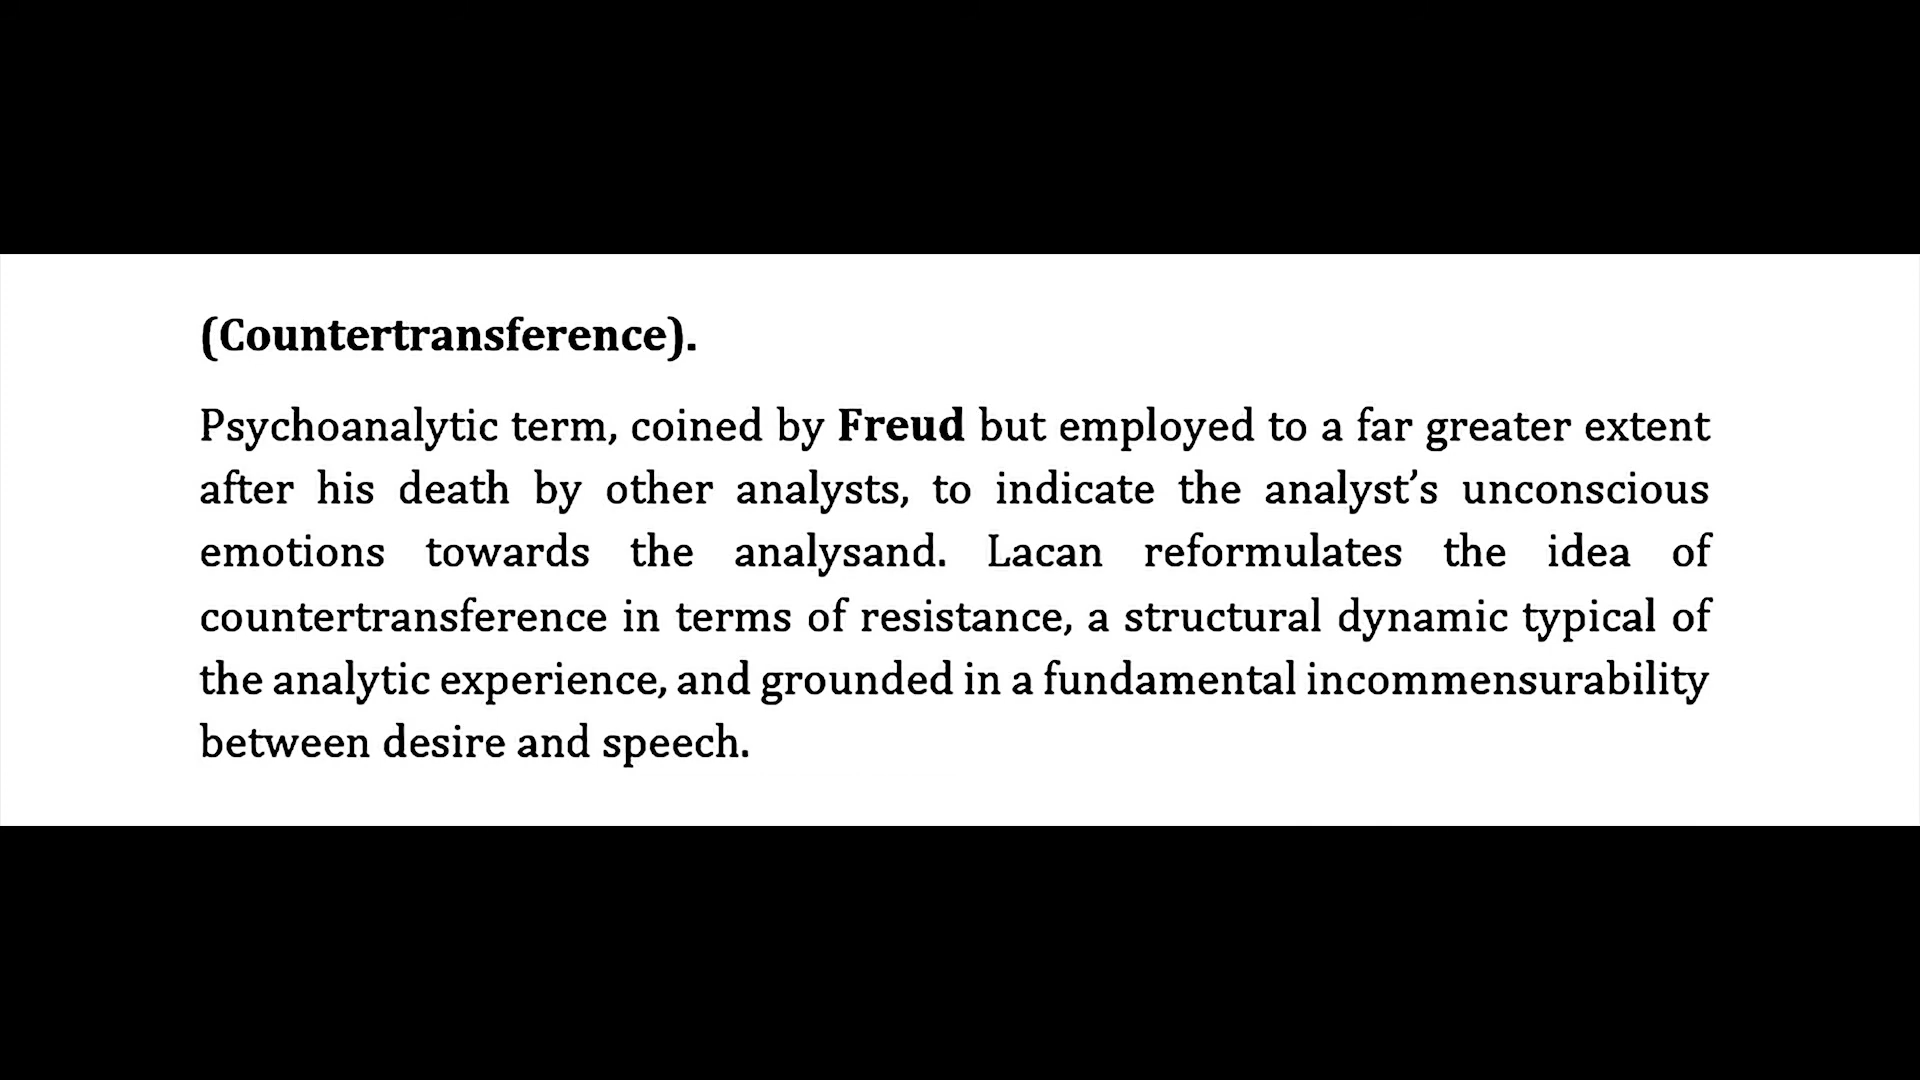 (Countertransference).
Psychoanalytic term, coined by Freud but employed to a far greater extent
after his death by other analysts, to indicate the analyst’s unconscious
emotions towards the analysand. Lacan reformulates the idea of
countertransference in terms of resistance, a structural dynamic typical of
the analytic experience, and grounded in a fundamental incommensurability
between desire and speech.